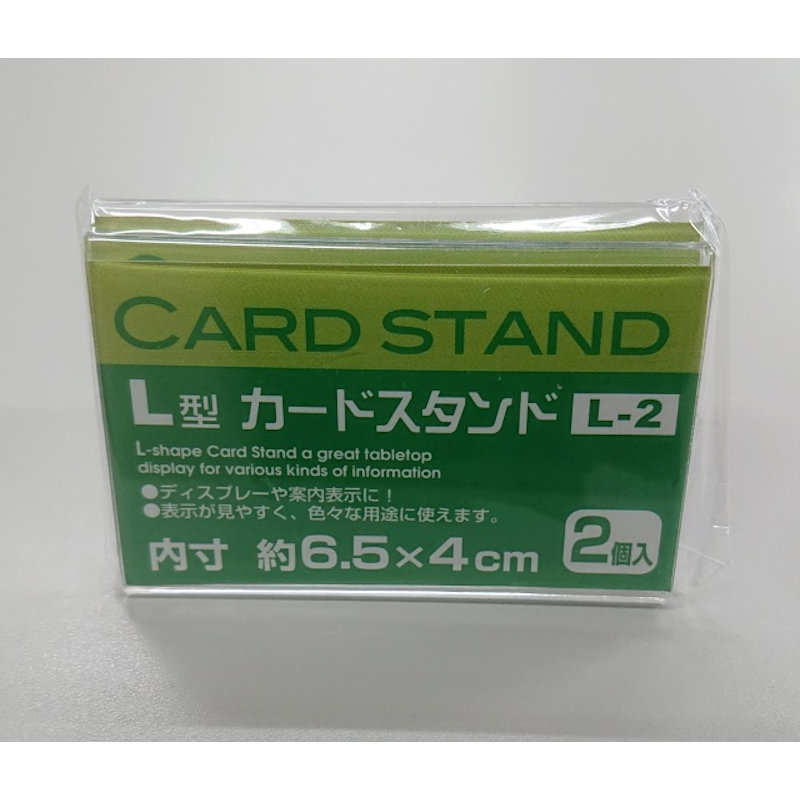 CARD STAND
L型 カードスタンド L-2
L-shape Card Stand a great tabletop
display for various kinds of information
●ディスプレーや案内表示に！
●表示が見やすく、色々な用途に使えます。
内寸 約6.5×4cm 2個入